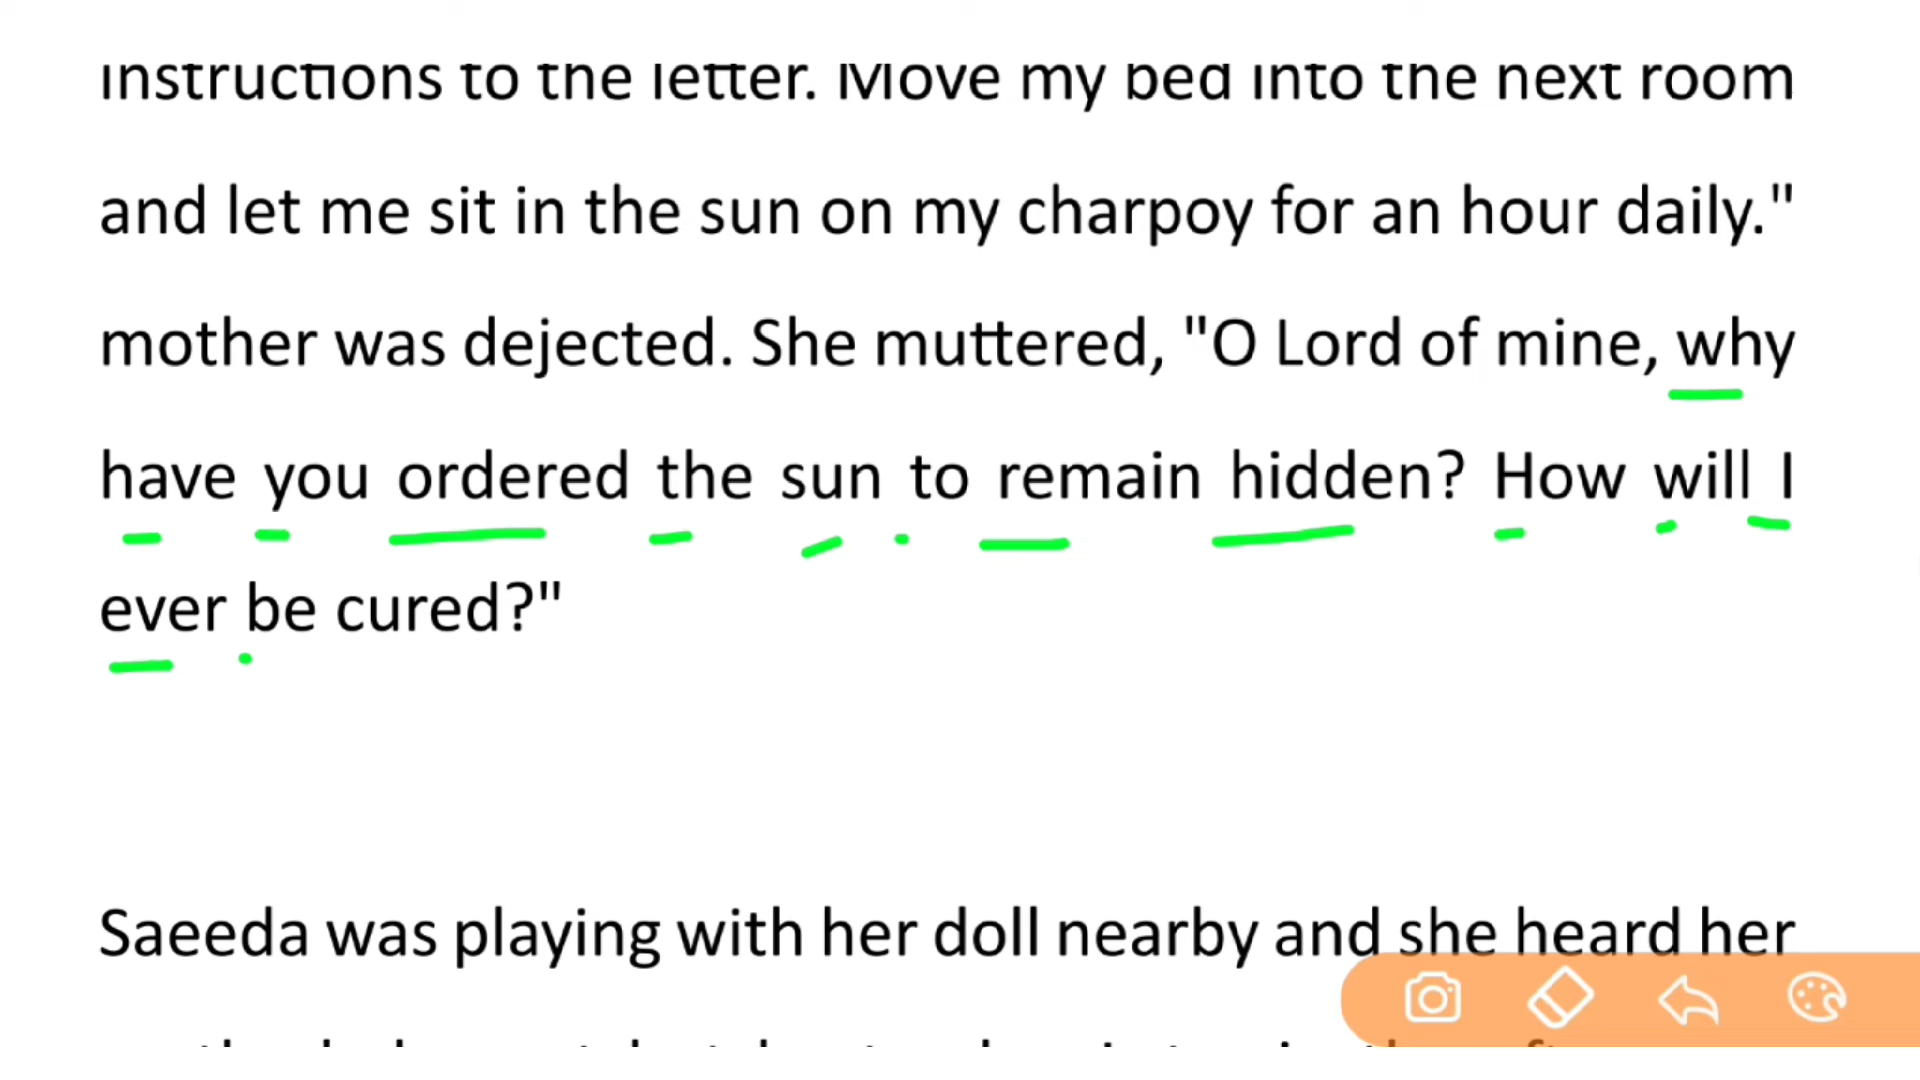 instructions to the letter. Move my bed into the next room
and let me sit in the sun on my charpoy for an hour daily."
mother was dejected. She muttered, "O Lord of mine, why
have you ordered the sun to remain hidden? How will I
ever be cured?"
Saeeda was playing with her doll nearby and she heard her